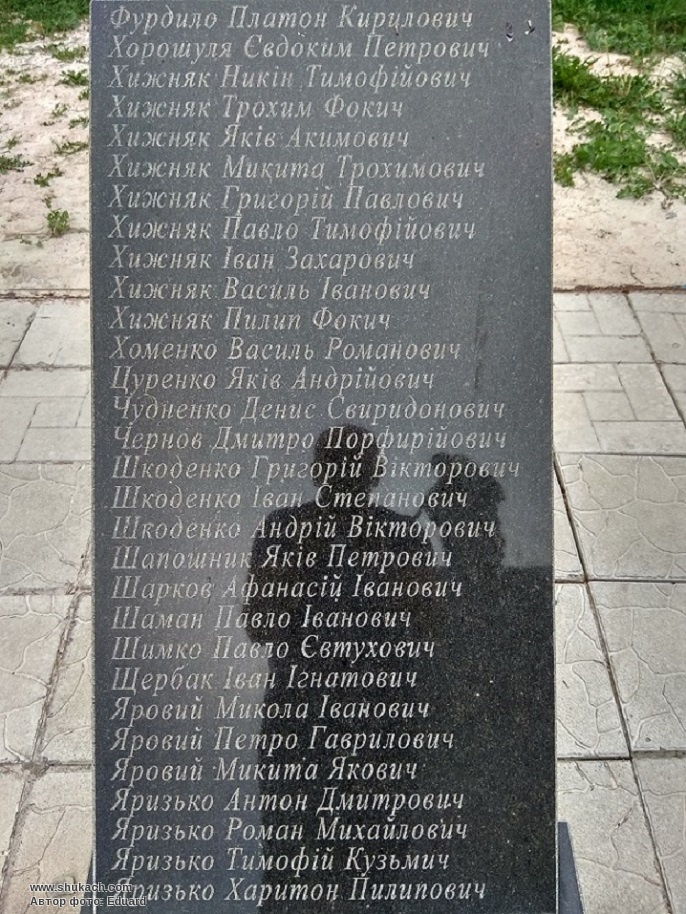 Фурдило Платон Кирилович
Хорошуля Євдоким Петрович
Хижняк Никін Тимофійович
Хижняк Трохим Фокич
Хижняк Яків Акимович
Хижняк Микита Трохимович
Хижняк Григорій Павлович
Хижняк Павло Тимофійович
Хижняк Іван Захарович
Хижняк Василь Іванович
Хижняк Пилип Фокич
Хоменко Василь Романович
Цуренко Яків Андрійович
Чудненко Денис Свиридонович
Чернов Дмитро Порфирійович
Шкоденко Григорій Вікторович
Шкоденко Іван Степанович
Шкоденко Андрій Вікторович
Шапошник Яків Петрович
Шарков Афанасій Іванович
Шаман Павло Іванович
Шимко Павло Євтухович
Щербак Іван Ігнатович
Яровий Микола Іванович
Яровий Петро Гаврилович
Яровий Микита Якович
Яризько Антон Дмитрович
Яризько Роман Михайлович
Яризько Тимофій Кузьмич
Яризько Харитон Пилипович
www.shukach.com
Автор фото: Eduard